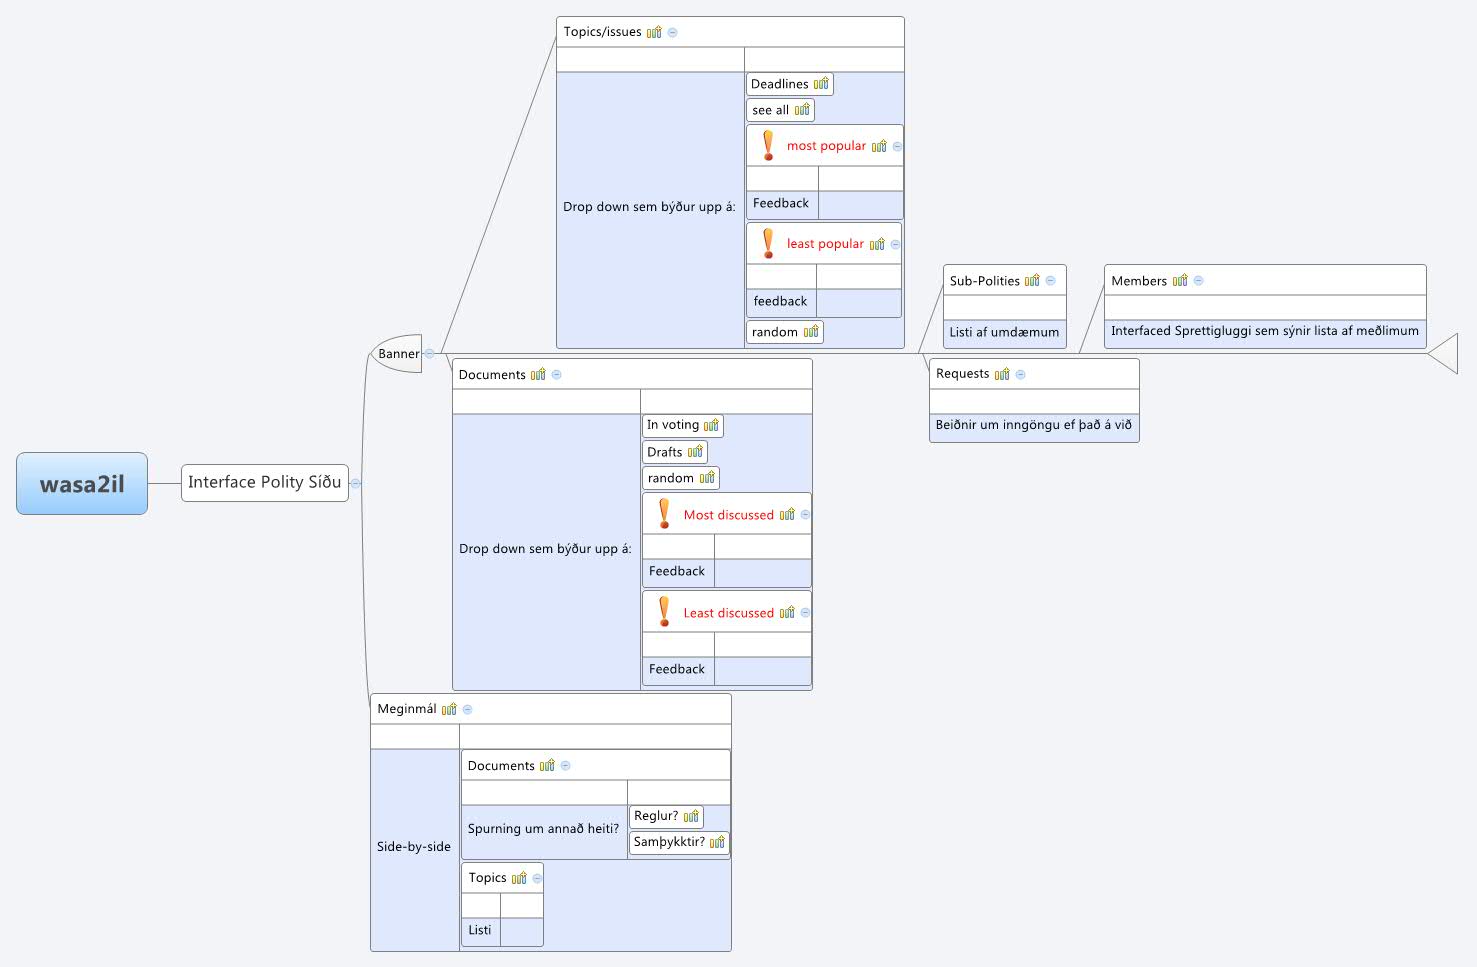 wasa2il
Interface Polity Síðu
Banner
Topics/issues
Drop down sem býður upp á:
Deadlines
see all
most popular
Feedback
least popular
feedback
random
Documents
Drop down sem býður upp á:
In voting
Drafts
random
Most discussed
Feedback
Least discussed
Feedback
Sub-Polities
Listi af umdæmum
Requests
Beiðnir um inngöngu ef það á við
Members
Interfaced Sprettigluggi sem sýnir lista af meðlimum
Meginmál
Side-by-side
Documents
Spurning um annað heiti?
Reglur?
Samþykktir?
Topics
Listi